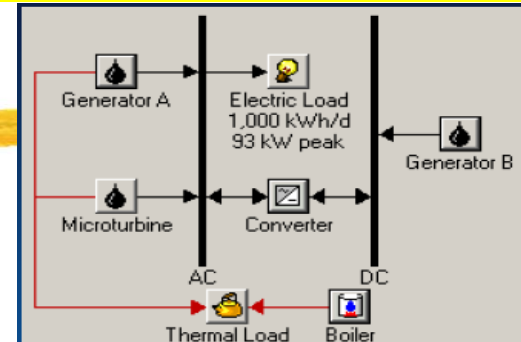 Generator A
Electric Load
1,000 kWh/d
93 kW peak
Generator B
Microturbine
Converter
AC
DC
Thermal Load
Boiler